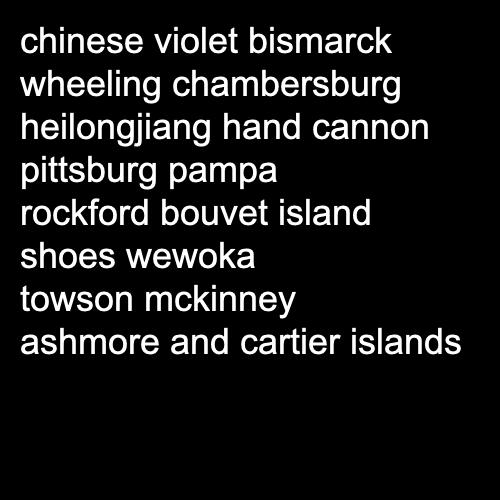 chinese violet bismarck
wheeling chambersburg
heilongjiang hand cannon
pittsburg pampa
rockford bouvet island
shoes wewoka
towson mckinney
ashmore and cartier islands